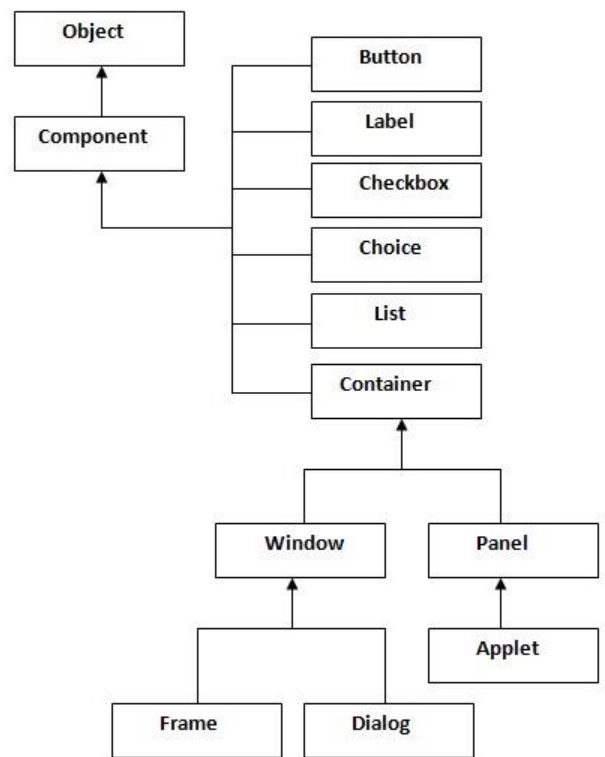 Object
Button
Component
Label
Checkbox
Choice
List
Container
Window
Panel
Applet
Frame
Dialog